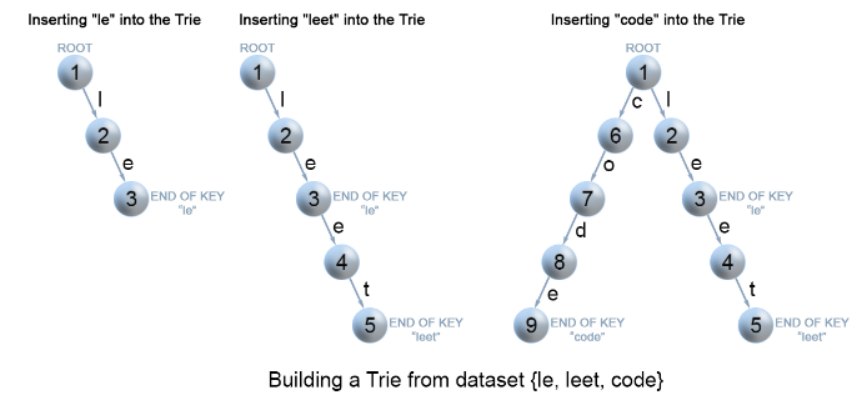 Inserting "le" into the Trie
ROOT
1
l
2
e
3 END OF KEY
"le"
Inserting "leet" into the Trie
ROOT
1
l
2
e
3 END OF KEY
"le"
e
4
t
5 END OF KEY
"leet"
Inserting "code" into the Trie
ROOT
1
c l
6 2
o e
7 3 END OF KEY
"le"
d e
8 4
e t
9 END OF KEY 5 END OF KEY
"code" "leet"
Building a Trie from dataset {le, leet, code}